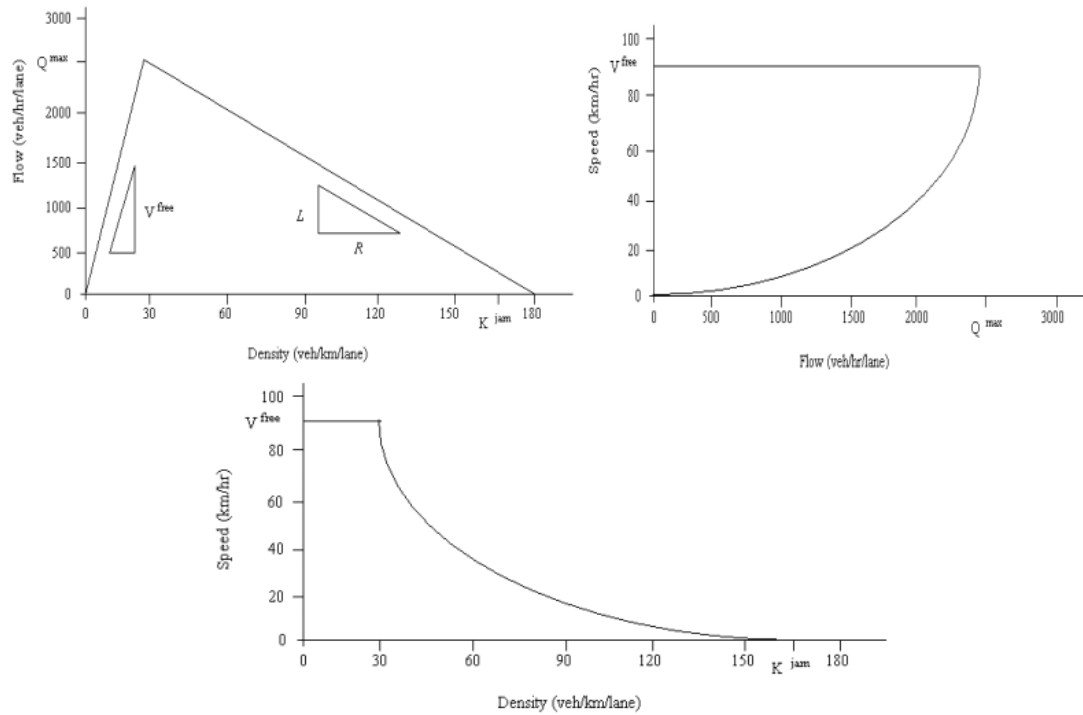 Flow (veh/hr/lane)
3000
Q max
2000
1500
1000
500
0
V free
L
R
0 30 60 90 120 150 180
K jam
Density (veh/km/lane)
Speed (km/hr)
100
V free
80
60
40
20
0
0 500 1000 1500 2000 3000
Q max
Flow (veh/hr/lane)
Speed (km/hr)
100
V free
80
60
40
20
0
0 30 60 90 120 150 180
K jam
Density (veh/km/lane)